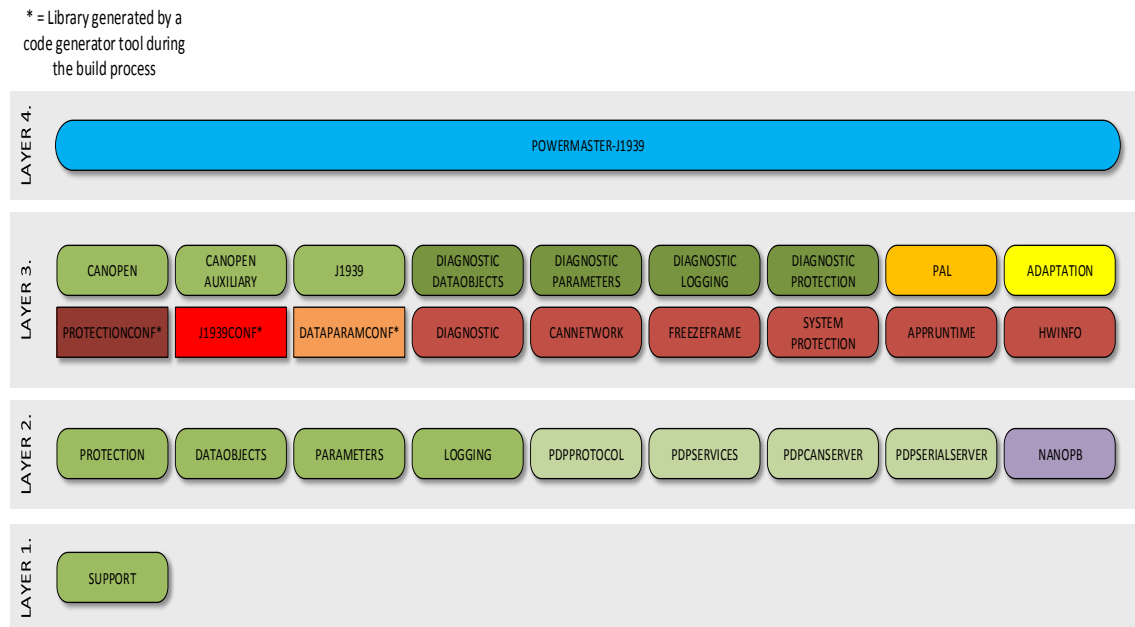 * = Library generated by a
code generator tool during
the build process
LAYER 4.
POWERMASTER-J1939
LAYER 3.
CANOPEN
CANOPEN
AUXILIARY
J1939
DIAGNOSTIC
DATAOBJECTS
DIAGNOSTIC
PARAMETERS
DIAGNOSTIC
LOGGING
DIAGNOSTIC
PROTECTION
PAL
ADAPTATION
PROTECTIONCONF*
J1939CONF*
DATAPARAMCONF*
DIAGNOSTIC
CANNETWORK
FREEZEFRAME
SYSTEM
PROTECTION
APPRUNTIME
HWINFO
LAYER 2.
PROTECTION
DATAOBJECTS
PARAMETERS
LOGGING
PDPPROTOCOL
PDPSERVICES
PDPCANSERVER
PDPSERIALSERVER
NANOPB
LAYER 1.
SUPPORT